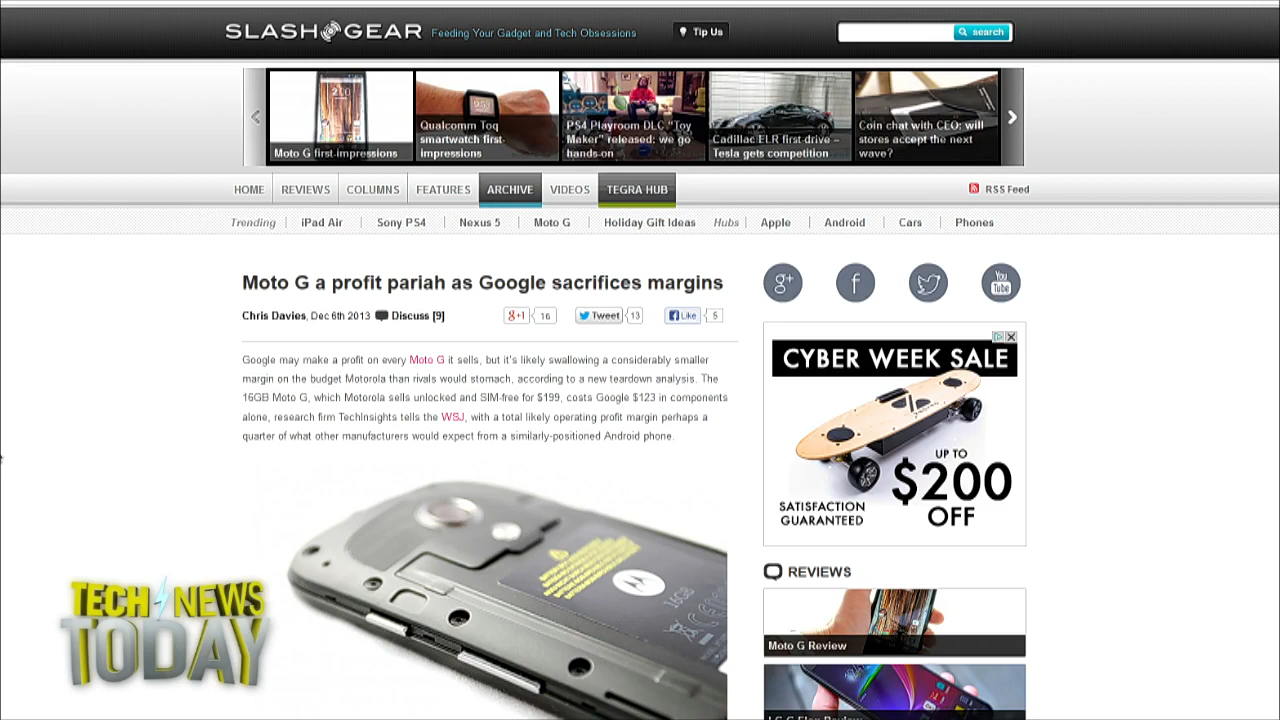 SLASHGEAR Feeding Your Gadget and Tech Obsessions Tip Us search
Moto G first-impressions
Qualcomm Toq
smartwatch first-
impressions
PS4 Playroom DLC "Toy
Maker" released: we go
hands-on
Cadillac ELR first-drive –
Tesla gets competition
Coin chat with CEO: will
stores accept the next
wave?
HOME REVIEWS COLUMNS FEATURES ARCHIVE VIDEOS TEGRA HUB RSS Feed
Trending iPad Air Sony PS4 Nexus 5 Moto G Holiday Gift Ideas Hubs Apple Android Cars Phones
Moto G a profit pariah as Google sacrifices margins
Chris Davies, Dec 6th 2013 Discuss [9] g+1 16 Tweet 13 Like 5
Google may make a profit on every Moto G it sells, but it's likely swallowing a considerably smaller
margin on the budget Motorola than rivals would stomach, according to a new teardown analysis. The
16GB Moto G, which Motorola sells unlocked and SIM-free for $199, costs Google $123 in components
alone, research firm TechInsights tells the WSJ, with a total likely operating profit margin perhaps a
quarter of what other manufacturers would expect from a similarly-positioned Android phone.
16GB
TECH NEWS
TODAY
g+ f You Tube
CYBER WEEK SALE
UP TO
$200
OFF
SATISFACTION
GUARANTEED
REVIEWS
Moto G Review
LG G Flex Review